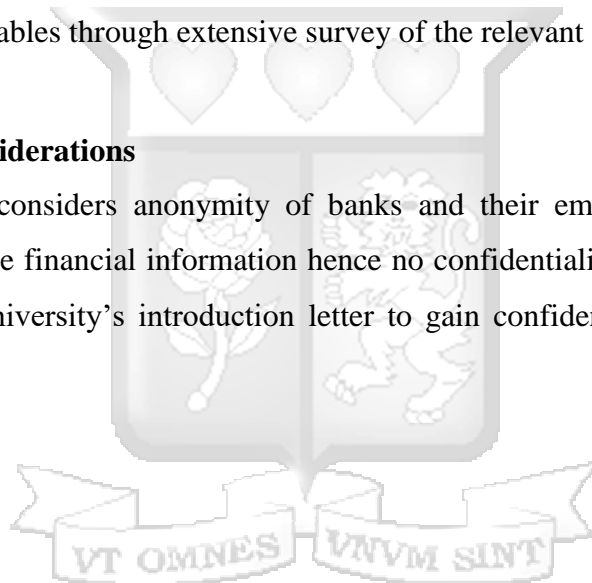 ables through extensive survey of the relevant
iderations
considers anonymity of banks and their em
e financial information hence no confidentiali
niversity's introduction letter to gain confider
VT OMNES VNVM SINT